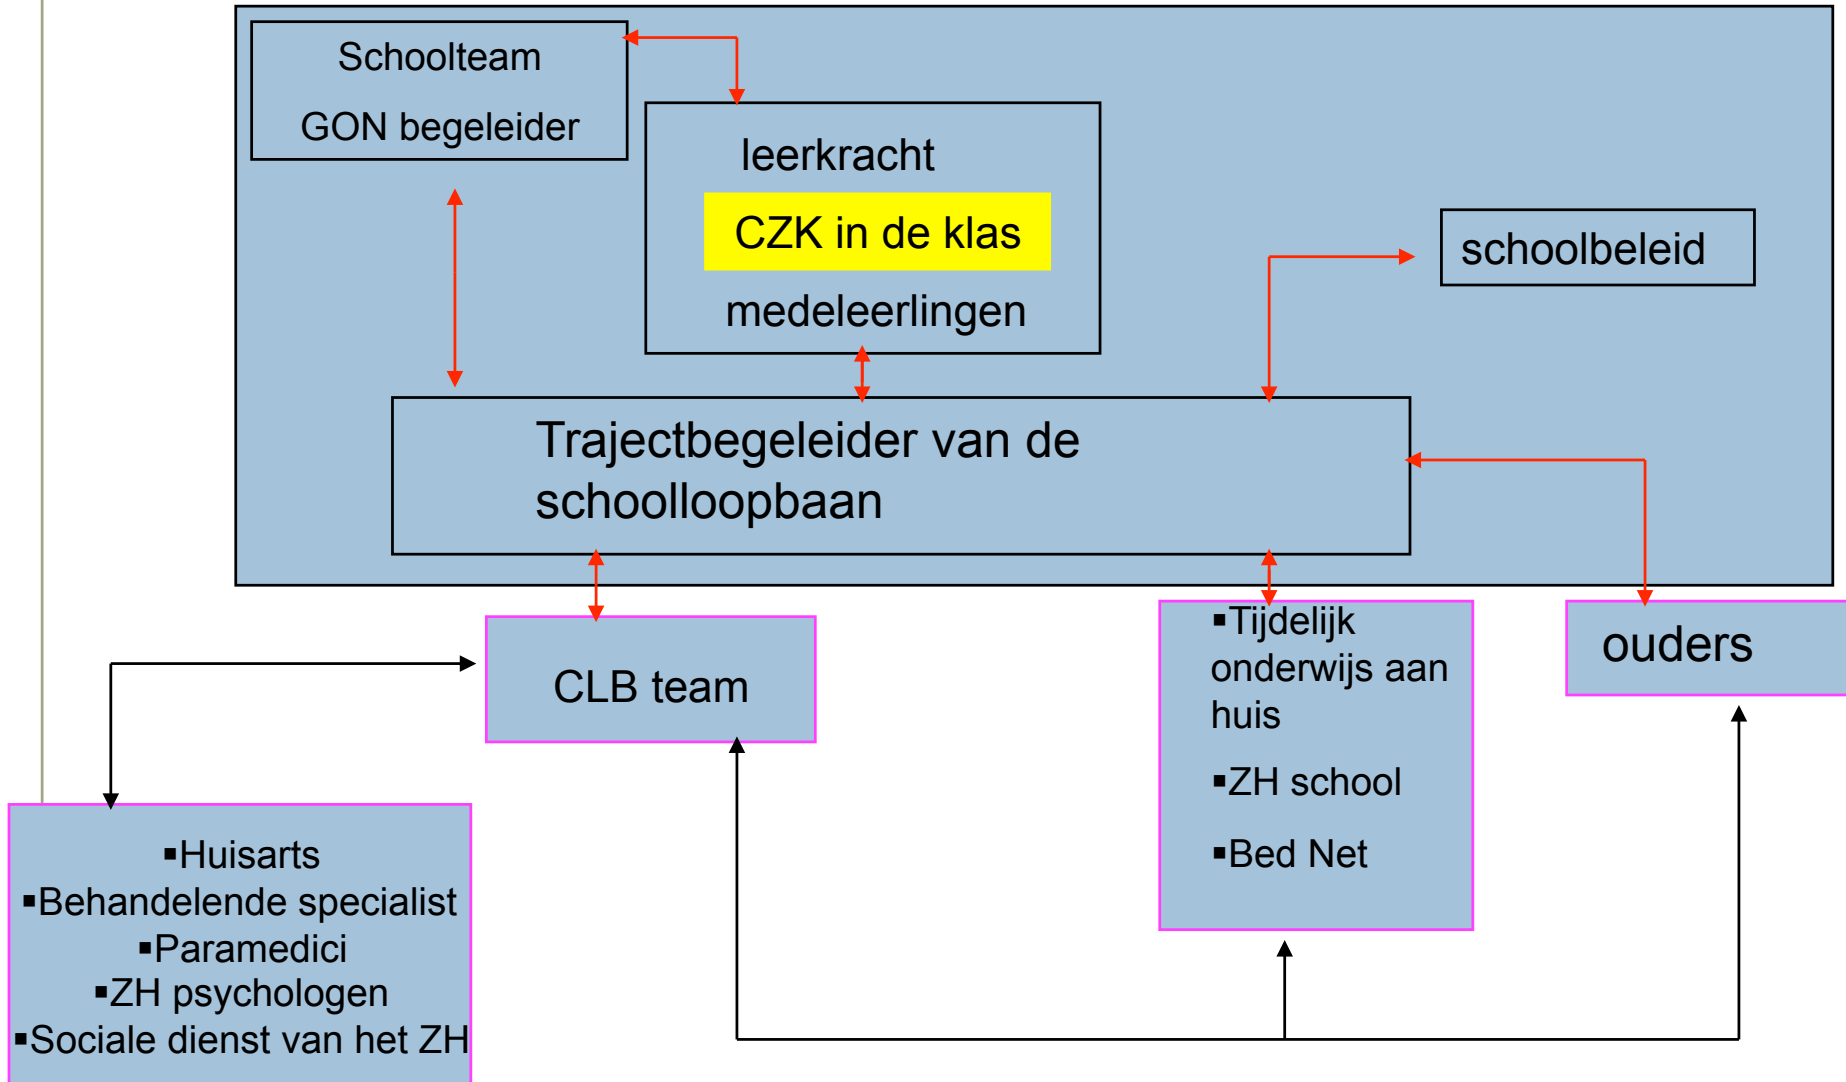 Schoolteam
GON begeleider
leerkracht
CZK in de klas
medeleerlingen
schoolbeleid
Trajectbegeleider van de
schoolloopbaan
CLB team
▪Tijdelijk
onderwijs aan
huis
▪ZH school
▪Bed Net
ouders
▪Huisarts
▪Behandelende specialist
▪Paramedici
▪ZH psychologen
▪Sociale dienst van het ZH